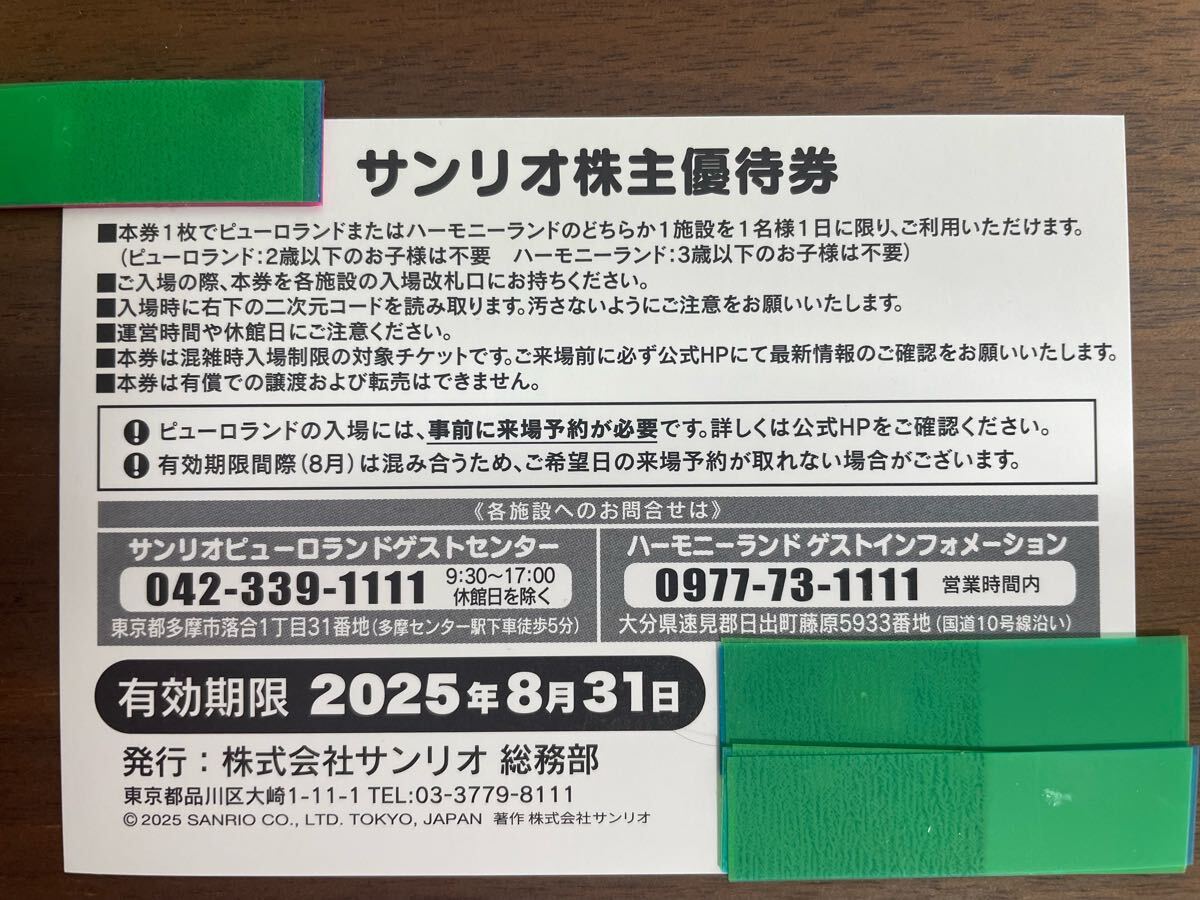 サンリオ株主優待券
■本券1枚でピューロランドまたはハーモニーランドのどちらか1施設を1名様1日に限り、ご利用いただけます。
(ピューロランド:2歳以下のお子様は不要 ハーモニーランド:3歳以下のお子様は不要)
■ご入場の際、本券を各施設の入場改札口にお持ちください。
■入場時に右下の二次元コードを読み取ります。汚さないようにご注意をお願いいたします。
■運営時間や休館日にご注意ください。
■本券は混雑時入場制限の対象チケットです。ご来場前に必ず公式HPにて最新情報のご確認をお願いいたします。
■本券は有償での譲渡および転売はできません。
! ピューロランドの入場には、事前に来場予約が必要です。詳しくは公式HPをご確認ください。
! 有効期限間際(8月)は混み合うため、ご希望日の来場予約が取れない場合がございます。
《各施設へのお問合せは》
サンリオピューロランドゲストセンター
042-339-1111 9:30〜17:00 休館日を除く
東京都多摩市落合1丁目31番地(多摩センター駅下車徒歩5分)
ハーモニーランド ゲストインフォメーション
0977-73-1111 営業時間内
大分県速見郡日出町藤原5933番地(国道10号線沿い)
有効期限 2025年8月31日
発行:株式会社サンリオ 総務部
東京都品川区大崎1-11-1 TEL:03-3779-8111
© 2025 SANRIO CO., LTD. TOKYO, JAPAN 著作 株式会社サンリオ